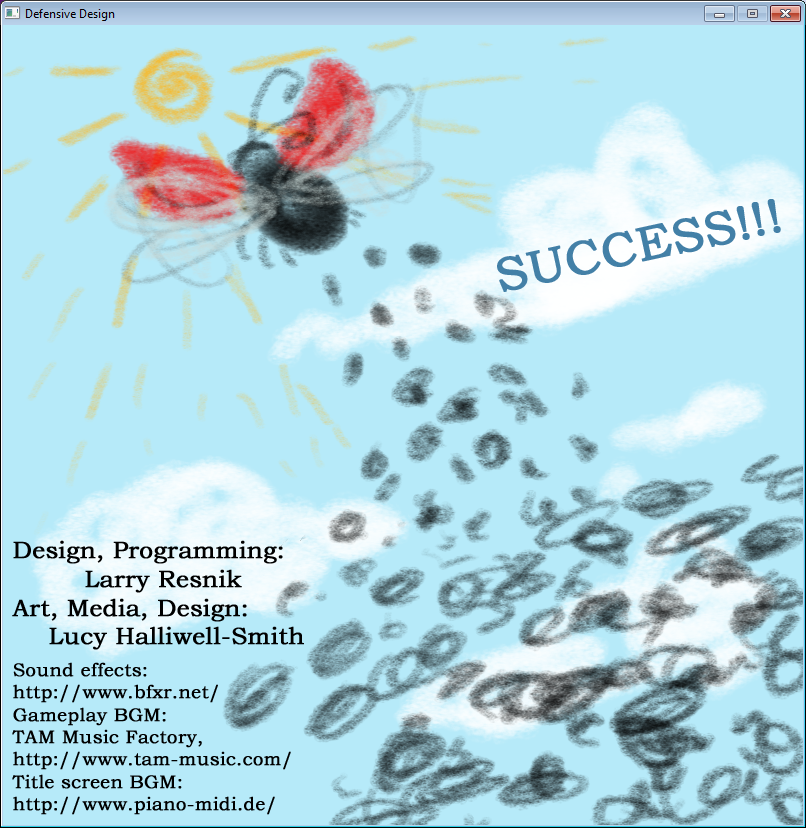 Defensive Design
SUCCESS!!!
Design, Programming:
Larry Resnik
Art, Media, Design:
Lucy Halliwell-Smith
Sound effects:
http://www.bfxr.net/
Gameplay BGM:
TAM Music Factory,
http://www.tam-music.com/
Title screen BGM:
http://www.piano-midi.de/